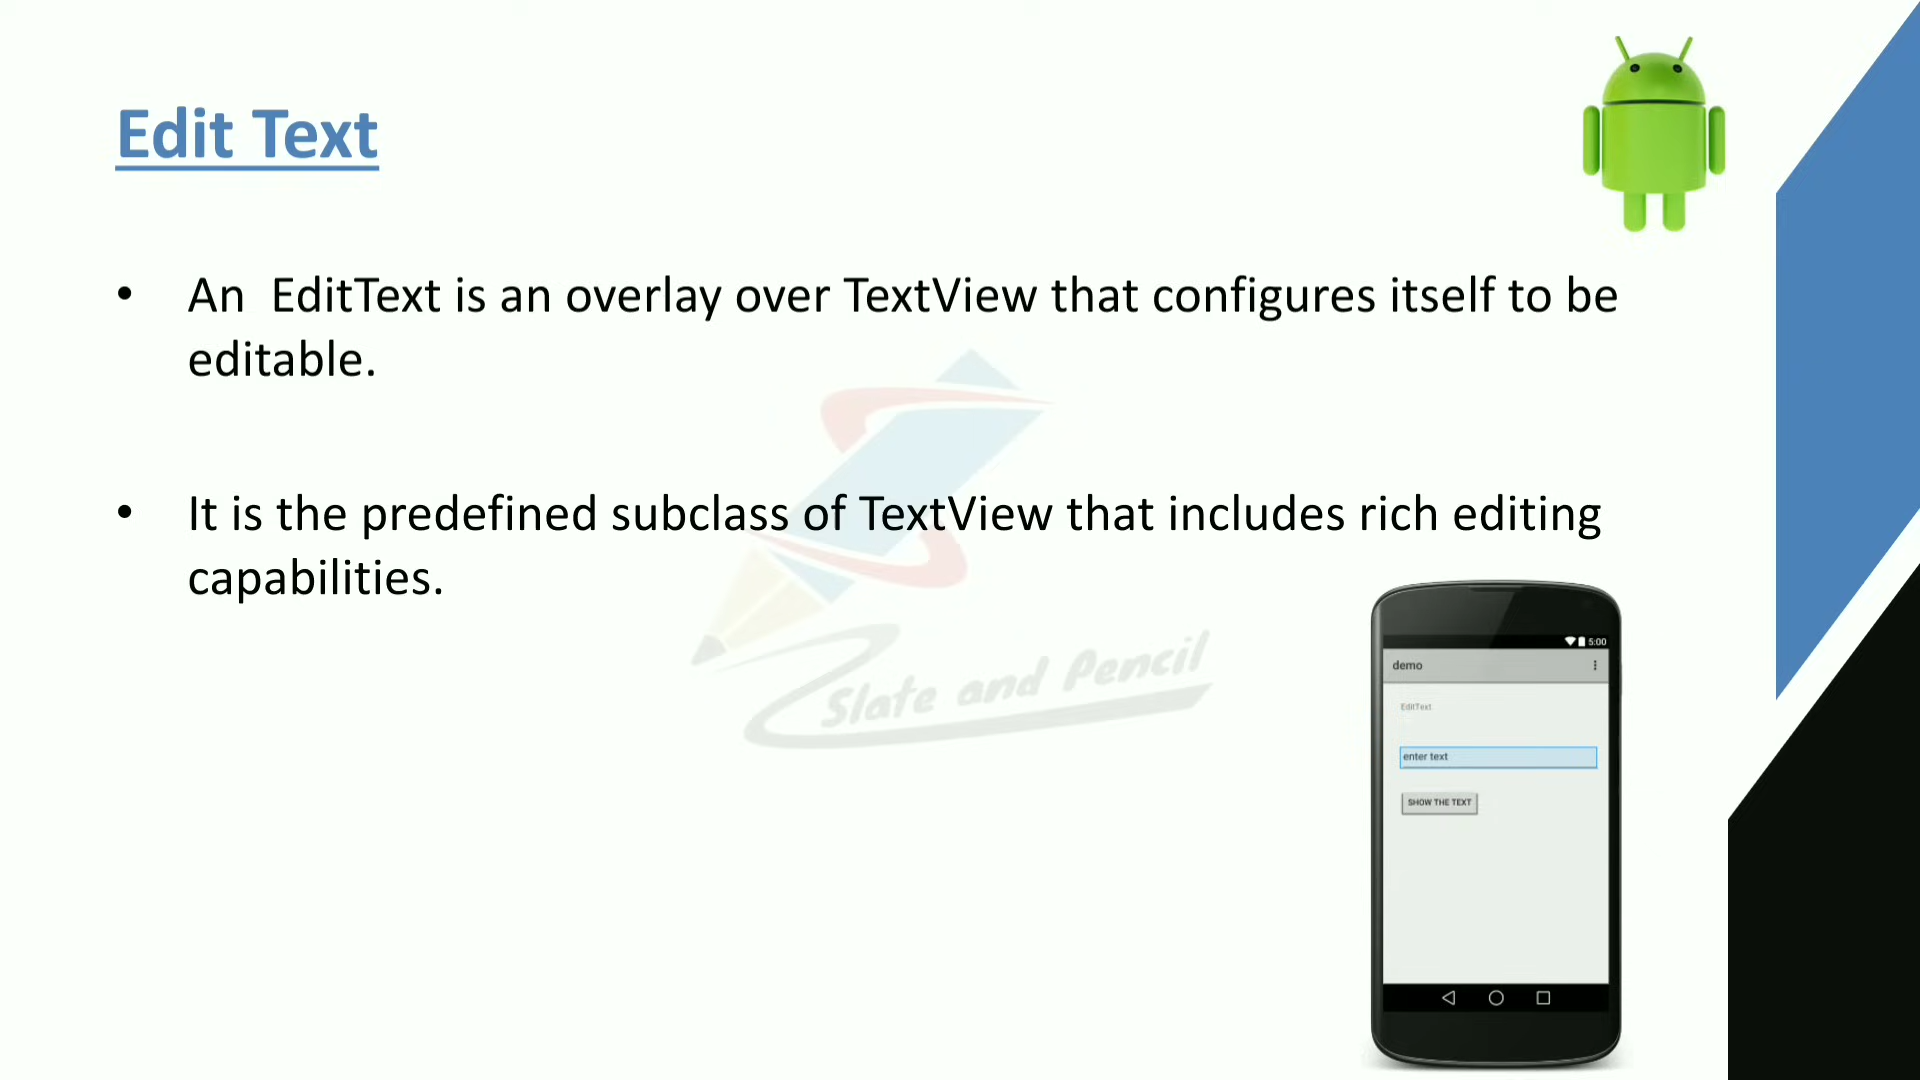 Edit Text
• An  EditText is an overlay over TextView that configures itself to be
editable.
• It is the predefined subclass of TextView that includes rich editing
capabilities.
Slate and Pencil
5:00
demo
EditText
enter text
SHOW THE TEXT